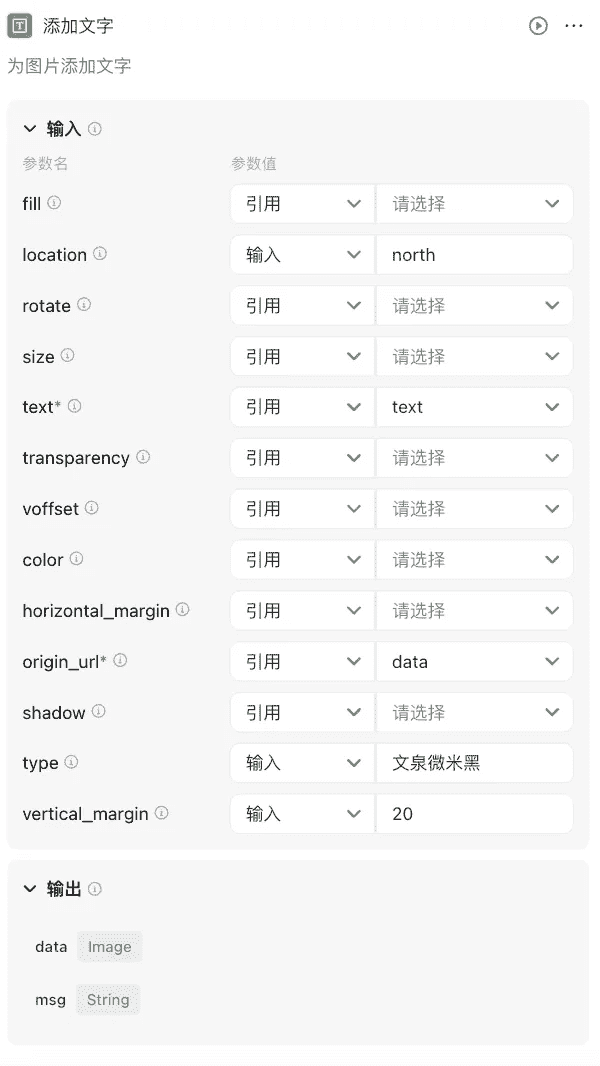 添加文字
为图片添加文字
输入
参数名 参数值
fill 引用 请选择
location 输入 north
rotate 引用 请选择
size 引用 请选择
text* 引用 text
transparency 引用 请选择
voffset 引用 请选择
color 引用 请选择
horizontal_margin 引用 请选择
origin_url* 引用 data
shadow 引用 请选择
type 输入 文泉微米黑
vertical_margin 输入 20
输出
data Image
msg String